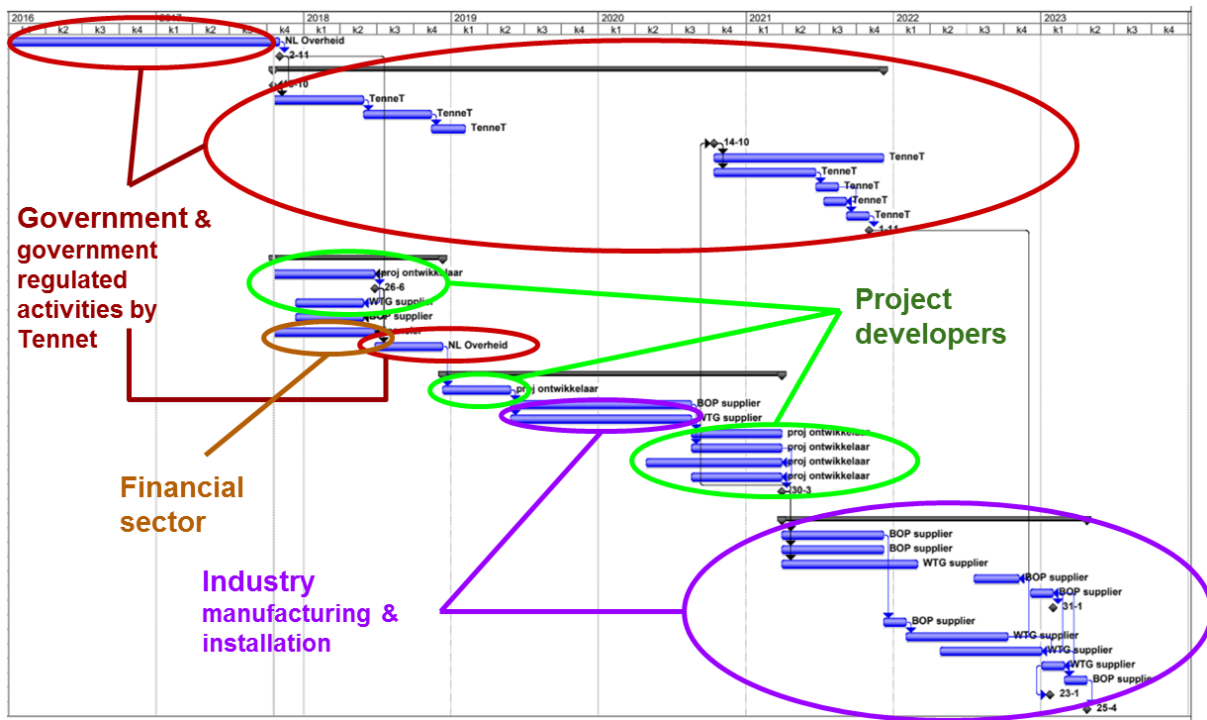 2016 2017 2018 2019 2020 2021 2022 2023
k2 k3 k4 k1 k2 k3 k4 k1 k2 k3 k4 k1 k2 k3 k4 k1 k2 k3 k4 k1 k2 k3 k4 k1 k2 k3 k4 k1 k2 k3 k4
NL Overheid
2-11
TenneT
TenneT
TenneT
14-10
TenneT
TenneT
TenneT
TenneT
TenneT
1-11
Government &
government
regulated
activities by
Tennet
proj ontwikkelaar
26-6
WTG supplier
BOP supplier
NL Overheid
Project
developers
proj ontwikkelaar
BOP supplier
WTG supplier
proj ontwikkelaar
proj ontwikkelaar
proj ontwikkelaar
proj ontwikkelaar
30-3
Financial
sector
BOP supplier
BOP supplier
WTG supplier
BOP supplier
BOP supplier
31-1
Industry
manufacturing &
installation
BOP supplier
WTG supplier
WTG supplier
WTG supplier
BOP supplier
23-1
25-4